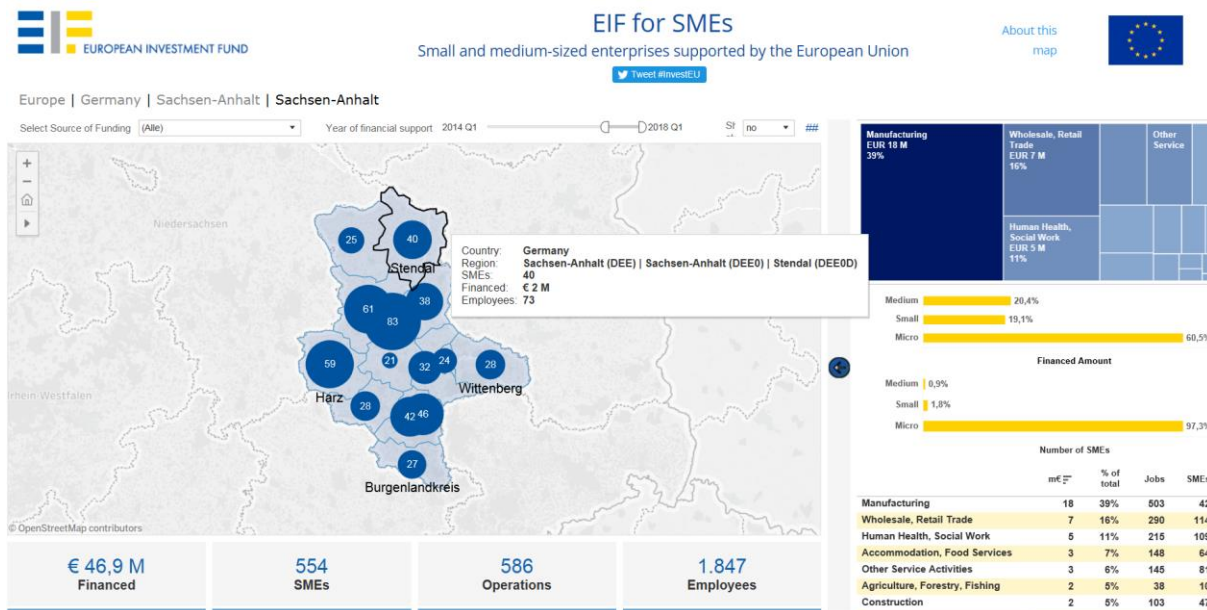 EUROPEAN INVESTMENT FUND
EIF for SMEs
Small and medium-sized enterprises supported by the European Union
Tweet #InvestEU
About this
map
Europe | Germany | Sachsen-Anhalt | Sachsen-Anhalt
Select Source of Funding (Alle)
Year of financial support 2014 Q1 2018 Q1
no
##
Niedersachsen
25
40
Stendal
61
38
83
59
21
32
24
28
Harz
Wittenberg
28
42
46
27
Burgenlandkreis
© OpenStreetMap contributors
Country: Germany
Region: Sachsen-Anhalt (DEE) | Sachsen-Anhalt (DEE0) | Stendal (DEE0D)
SMEs: 40
Financed: € 2 M
Employees: 73
Manufacturing
EUR 18 M
39%
Wholesale, Retail
Trade
EUR 7 M
16%
Human Health,
Social Work
EUR 5 M
11%
Other
Service
Medium 20,4%
Small 19,1%
Micro 60,5%
Financed Amount
Medium 0,9%
Small 1,8%
Micro 97,3%
Number of SMEs
m€ % of total Jobs SMEs
Manufacturing 18 39% 503
Wholesale, Retail Trade 7 16% 290 114
Human Health, Social Work 5 11% 215 109
Accommodation, Food Services 3 7% 148 64
Other Service Activities 3 6% 145 81
Agriculture, Forestry, Fishing 2 5% 38 10
Construction 2 5% 103 47
€ 46,9 M
Financed
554
SMEs
586
Operations
1.847
Employees